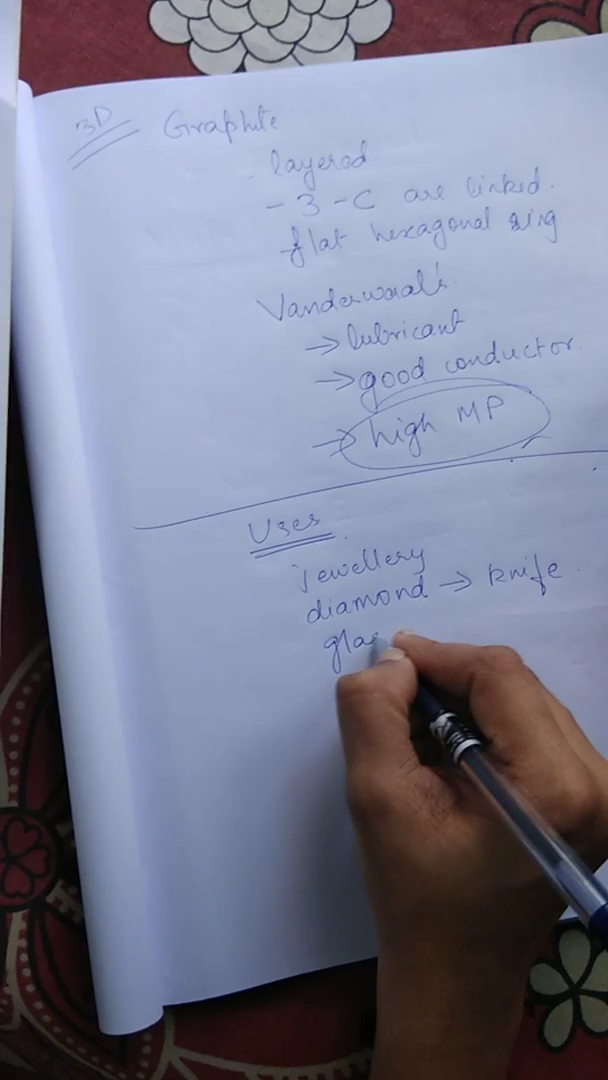 3D Graphite
layered.
- 3 - C are linked.
flat hexagonal ring
Vanderwaal's.
→ lubricant
→ good conductor.
→ high MP
Uses
jewellery
diamond → knife
glas